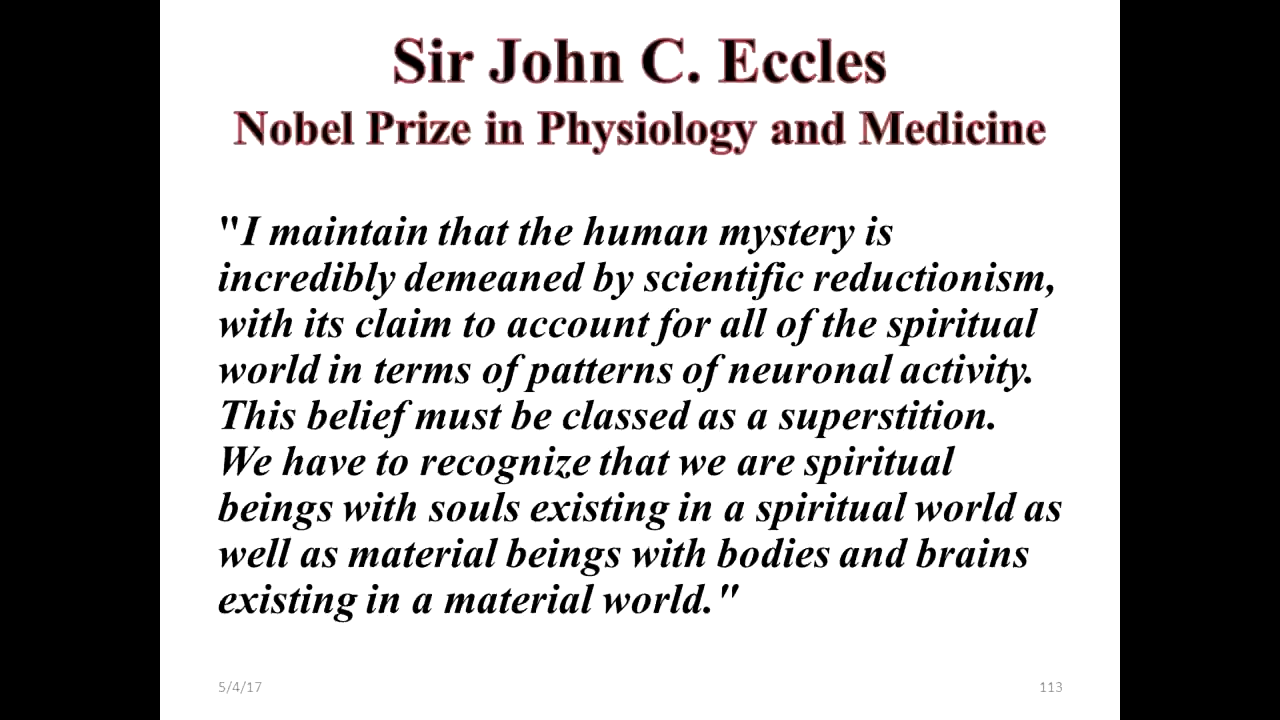 Sir John C. Eccles
Nobel Prize in Physiology and Medicine
"I maintain that the human mystery is
incredibly demeaned by scientific reductionism,
with its claim to account for all of the spiritual
world in terms of patterns of neuronal activity.
This belief must be classed as a superstition.
We have to recognize that we are spiritual
beings with souls existing in a spiritual world as
well as material beings with bodies and brains
existing in a material world."
5/4/17
113